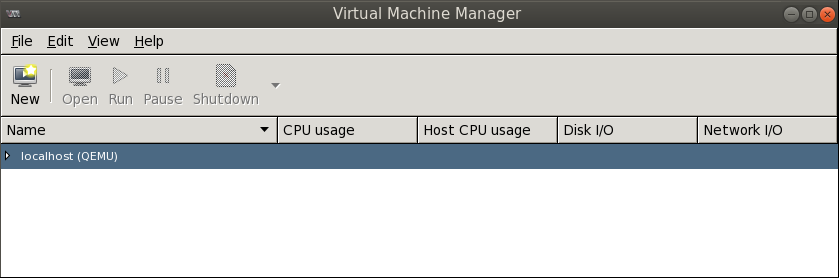 Virtual Machine Manager
File Edit View Help
New Open Run Pause Shutdown
Name CPU usage Host CPU usage Disk I/O Network I/O
localhost (QEMU)